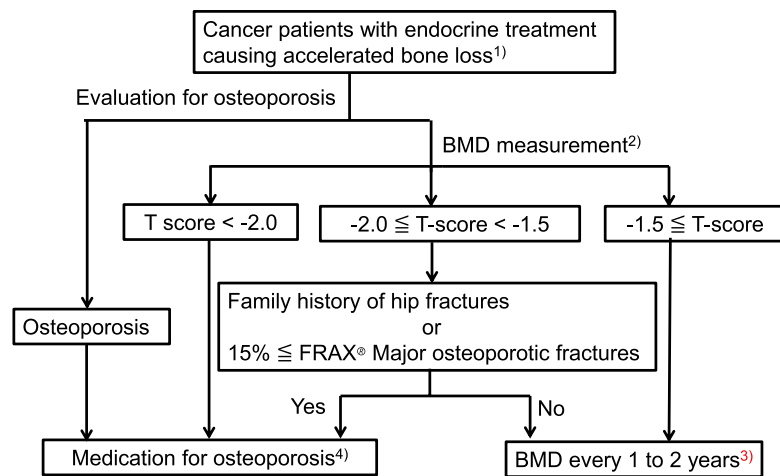 Cancer patients with endocrine treatment
causing accelerated bone loss1)
Evaluation for osteoporosis
BMD measurement2)
T score < -2.0
-2.0 ≦ T-score < -1.5
-1.5 ≦ T-score
Family history of hip fractures
or
15% ≦ FRAX® Major osteoporotic fractures
Osteoporosis
Yes
No
Medication for osteoporosis4)
BMD every 1 to 2 years3)